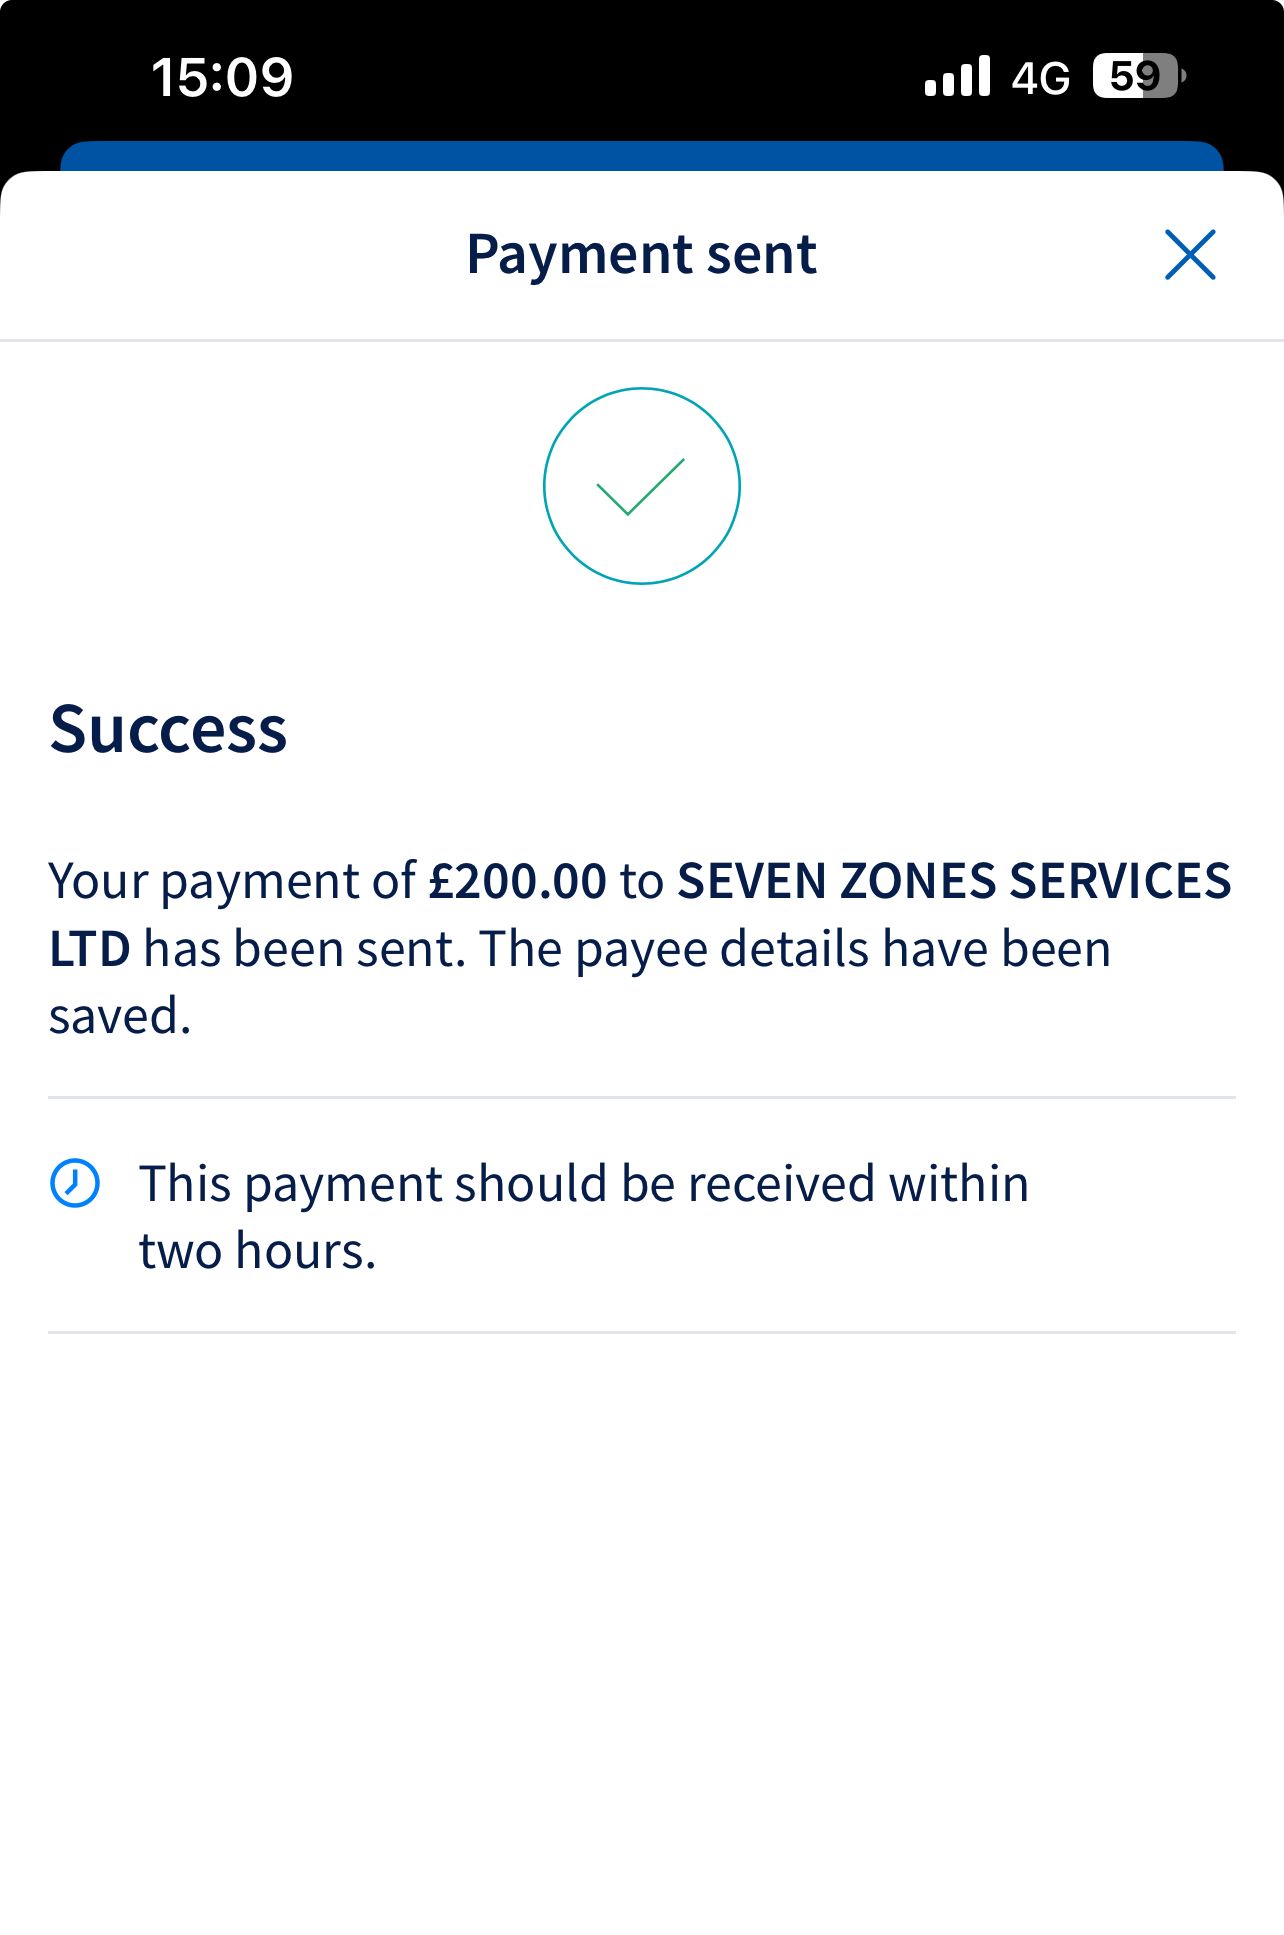 15:09
4G
59
Payment sent
Success
Your payment of £200.00 to SEVEN ZONES SERVICES
LTD has been sent. The payee details have been
saved.
This payment should be received within
two hours.